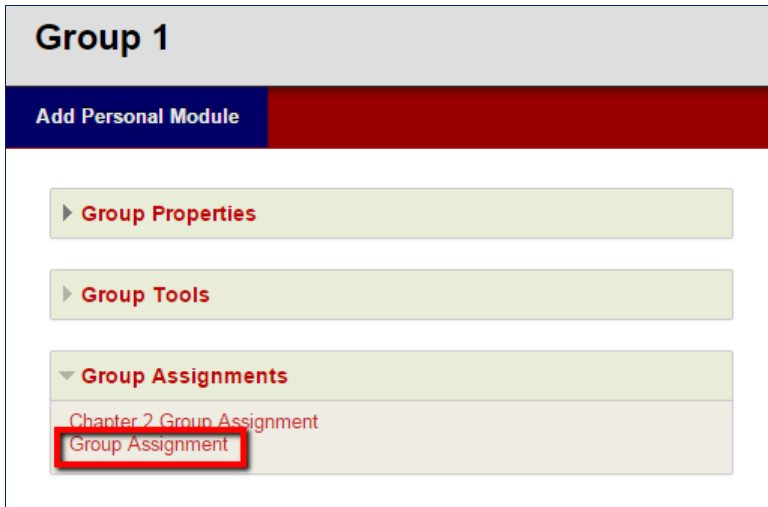 Group 1
Add Personal Module
Group Properties
Group Tools
Group Assignments
Chapter 2 Group Assignment
Group Assignment